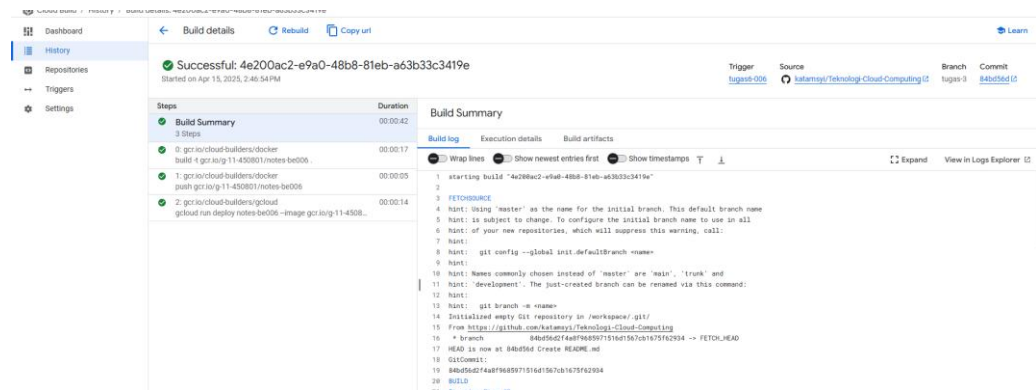 Cloud Build / History / Build details: 4e200ac2-e9a0-48b8-81eb-a63b33c3419e
Dashboard
History
Repositories
Triggers
Settings
Build details
Rebuild
Copy url
Learn
Successful: 4e200ac2-e9a0-48b8-81eb-a63b33c3419e
Started on Apr 15, 2025, 2:46:54 PM
Trigger
tugas6-006
Source
katamsyi/Teknologi-Cloud-Computing
Branch
tugas-3
Commit
84bd56d
Steps
Duration
Build Summary
3 Steps
00:00:42
0: gcr.io/cloud-builders/docker
build -t gcr.io/g-11-450801/notes-be006 .
00:00:17
1: gcr.io/cloud-builders/docker
push gcr.io/g-11-450801/notes-be006
00:00:05
2: gcr.io/cloud-builders/gcloud
gcloud run deploy notes-be006 --image gcr.io/g-11-4508...
00:00:14
Build Summary
Build log
Execution details
Build artifacts
Wrap lines
Show newest entries first
Show timestamps
Expand
View in Logs Explorer
1 starting build "4e200ac2-e9a0-48b8-81eb-a63b33c3419e"
2
3 FETCHSOURCE
4 hint: Using 'master' as the name for the initial branch. This default branch name
5 hint: is subject to change. To configure the initial branch name to use in all
6 hint: of your new repositories, which will suppress this warning, call:
7 hint:
8 hint: git config --global init.defaultBranch <name>
9 hint:
10 hint: Names commonly chosen instead of 'master' are 'main', 'trunk' and
11 hint: 'development'. The just-created branch can be renamed via this command:
12 hint:
13 hint: git branch -m <name>
14 Initialized empty Git repository in /workspace/.git/
15 From https://github.com/katamsyi/Teknologi-Cloud-Computing
16 * branch 84bd56d2f4a8f9685971516d1567cb1675f62934 -> FETCH_HEAD
17 HEAD is now at 84bd56d Create README.md
18 GitCommit:
19 84bd56d2f4a8f9685971516d1567cb1675f62934
20 BUILD